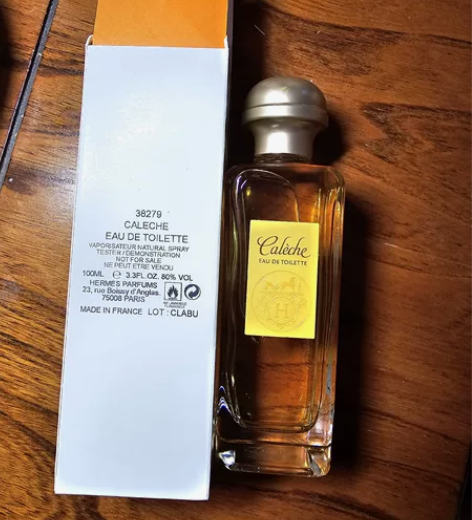 38279
CALECHE
EAU DE TOILETTE
VAPORISATEUR NATURAL SPRAY
TESTER / DEMONSTRATION
NOT FOR SALE
NE PEUT ETRE VENDU
100ML ℮ 3.3FL.OZ. 80% VOL
HERMES PARFUMS
23, rue Boissy d'Anglas.
75008 PARIS
MADE IN FRANCE LOT : CLABU
Calèche
EAU DE TOILETTE
H